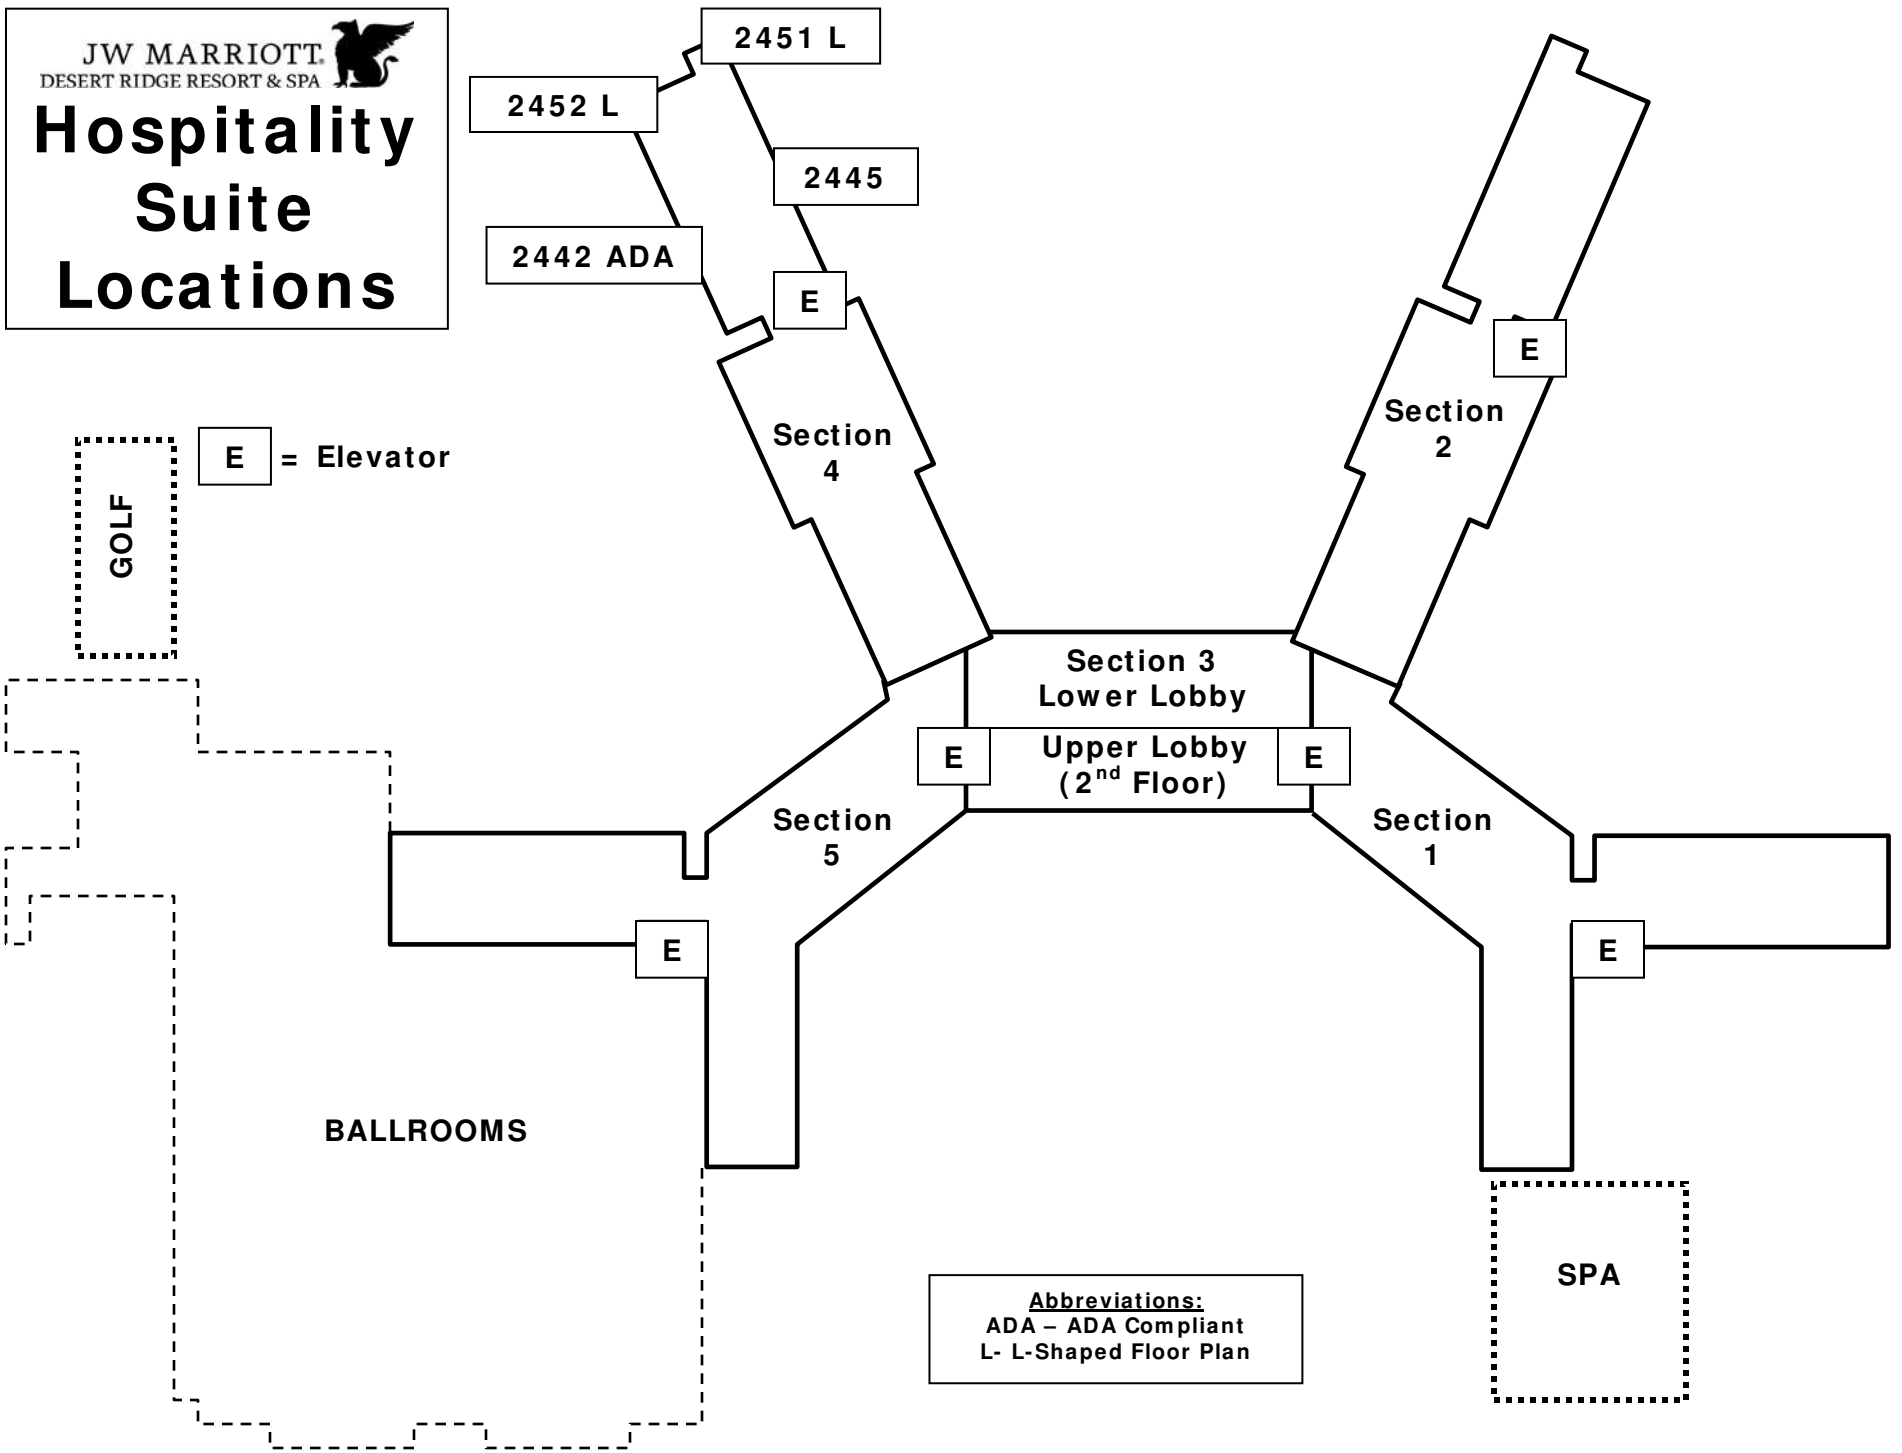 JW MARRIOTT®
DESERT RIDGE RESORT & SPA
Hospitality
Suite
Locations
2451 L
2452 L
2445
2442 ADA
E
E
Section
4
Section
2
E = Elevator
GOLF
Section 3
Lower Lobby
E
Upper Lobby
(2nd Floor)
E
Section
5
Section
1
E
E
BALLROOMS
SPA
Abbreviations:
ADA – ADA Compliant
L- L-Shaped Floor Plan